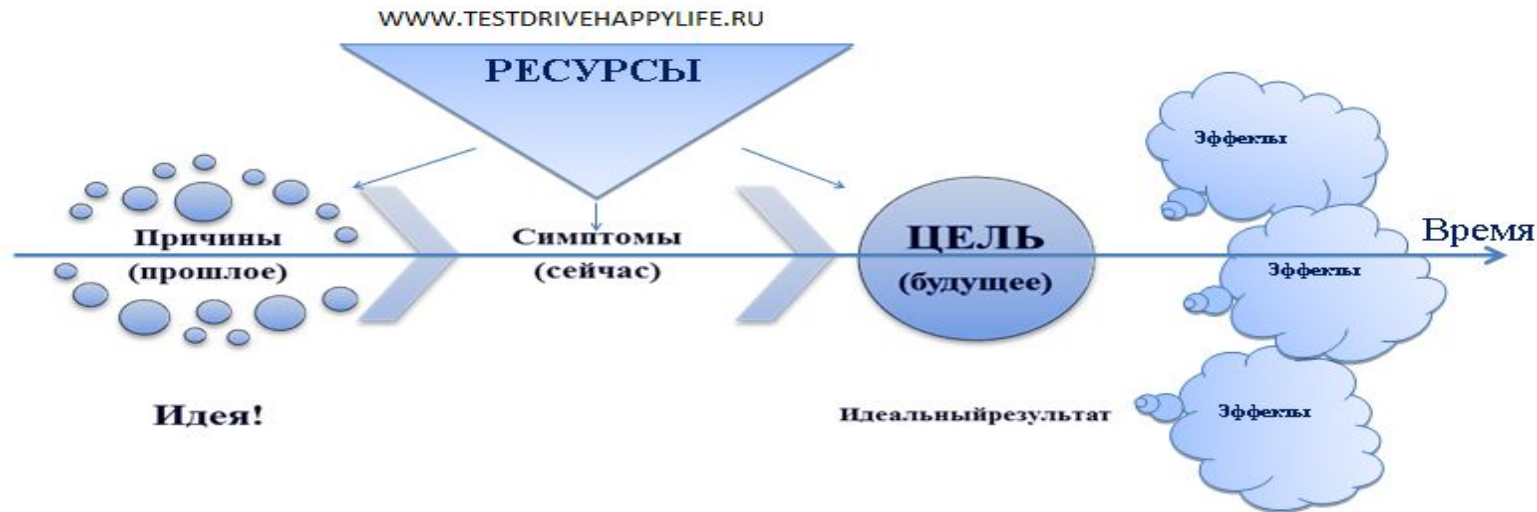 WWW.TESTDRIVEHAPPYLIFE.RU
РЕСУРСЫ
Эффекты
Причины
(прошлое)
Симптомы
(сейчас)
ЦЕЛЬ
(будущее)
Время
Эффекты
Идея!
Идеальныйрезультат
Эффекты